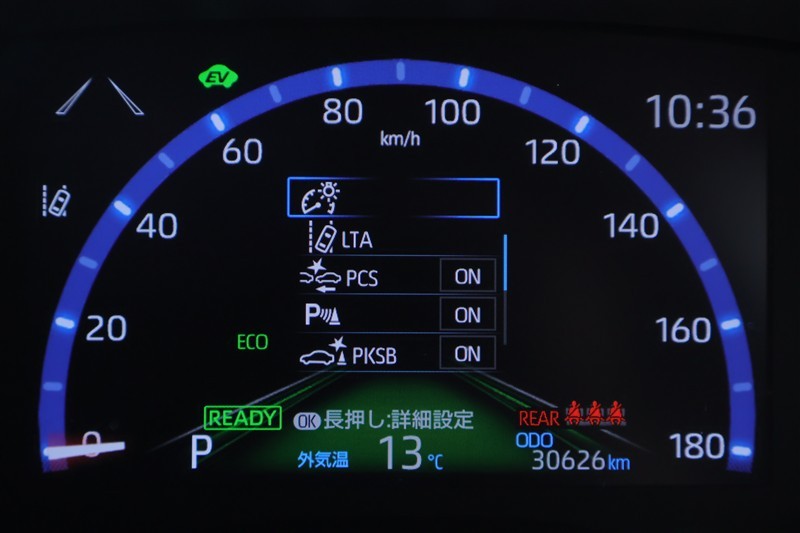 EV
10:36
80
100
km/h
60
120
40
140
LTA
PCS ON
P ON
PKSB ON
20
160
ECO
READY
OK 長押し:詳細設定
REAR
ODO
0
180
P
外気温 13℃
30626km